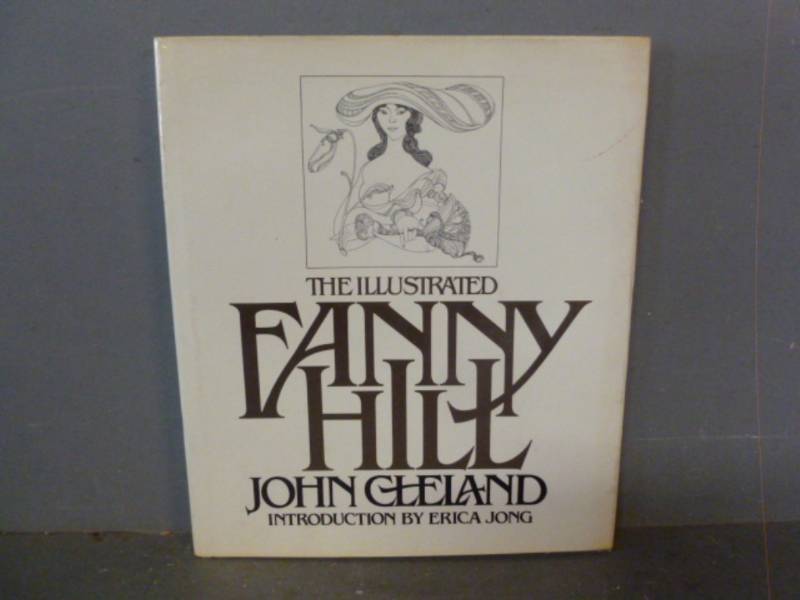 THE ILLUSTRATED
FANNY
HILL
JOHN CLELAND
INTRODUCTION BY ERICA JONG